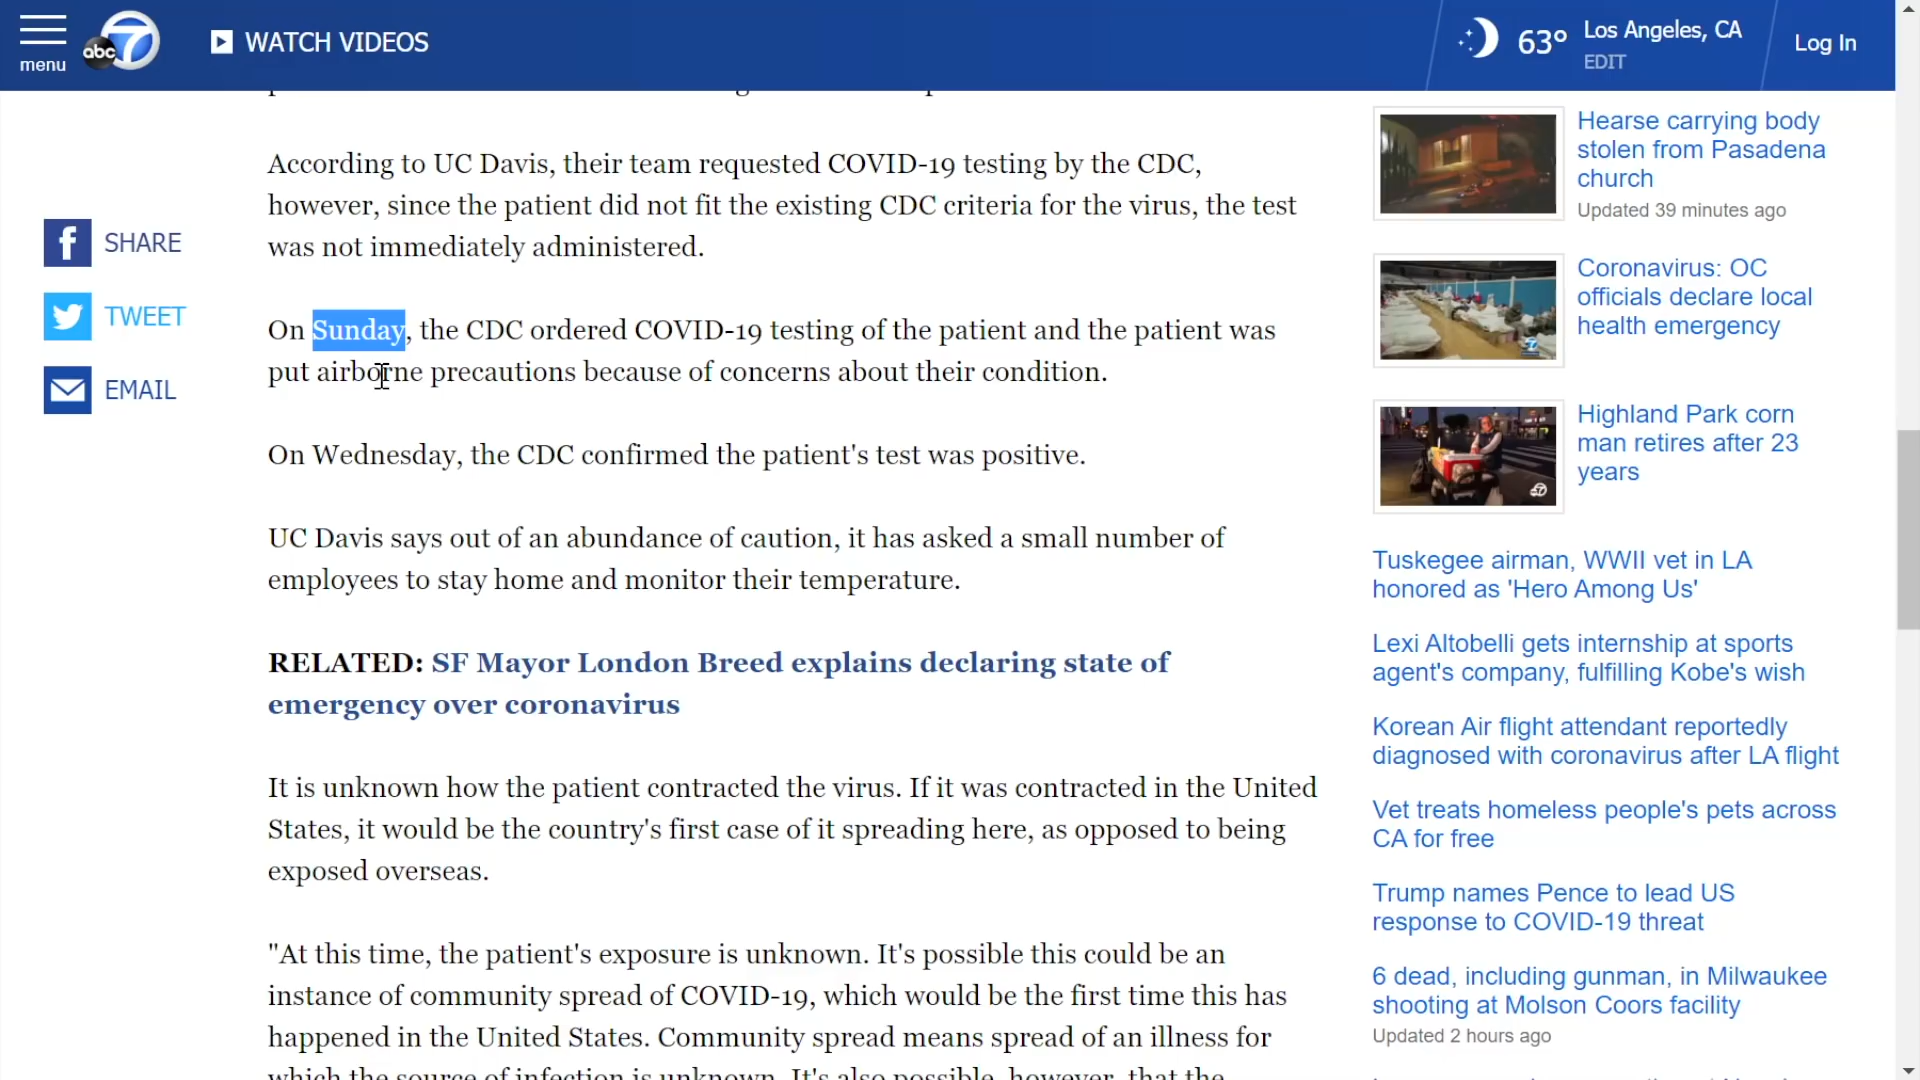 menu
abc 7
WATCH VIDEOS
63°
Los Angeles, CA
EDIT
Log In
SHARE
TWEET
EMAIL
According to UC Davis, their team requested COVID-19 testing by the CDC,
however, since the patient did not fit the existing CDC criteria for the virus, the test
was not immediately administered.
On Sunday, the CDC ordered COVID-19 testing of the patient and the patient was
put airborne precautions because of concerns about their condition.
On Wednesday, the CDC confirmed the patient's test was positive.
UC Davis says out of an abundance of caution, it has asked a small number of
employees to stay home and monitor their temperature.
RELATED: SF Mayor London Breed explains declaring state of
emergency over coronavirus
It is unknown how the patient contracted the virus. If it was contracted in the United
States, it would be the country's first case of it spreading here, as opposed to being
exposed overseas.
"At this time, the patient's exposure is unknown. It's possible this could be an
instance of community spread of COVID-19, which would be the first time this has
happened in the United States. Community spread means spread of an illness for
which the source of infection is unknown. It's also possible, however, that the
Hearse carrying body
stolen from Pasadena
church
Updated 39 minutes ago
Coronavirus: OC
officials declare local
health emergency
Highland Park corn
man retires after 23
years
Tuskegee airman, WWII vet in LA
honored as 'Hero Among Us'
Lexi Altobelli gets internship at sports
agent's company, fulfilling Kobe's wish
Korean Air flight attendant reportedly
diagnosed with coronavirus after LA flight
Vet treats homeless people's pets across
CA for free
Trump names Pence to lead US
response to COVID-19 threat
6 dead, including gunman, in Milwaukee
shooting at Molson Coors facility
Updated 2 hours ago